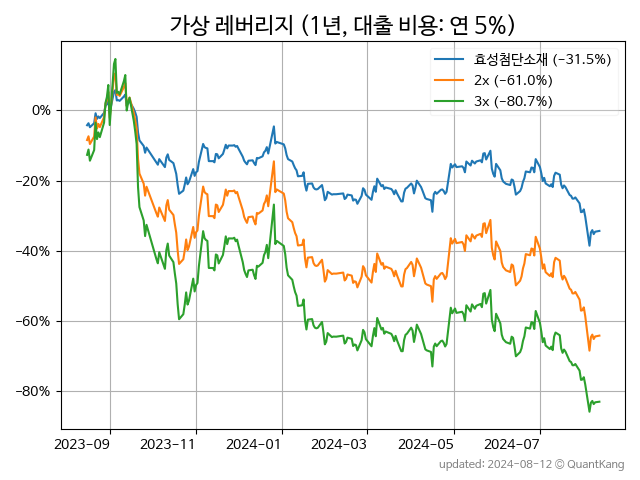 가상 레버리지 (1년, 대출 비용: 연 5%)
효성첨단소재 (−31.5%)
2x (−61.0%)
3x (−80.7%)
0%
−20%
−40%
−60%
−80%
2023-09 2023-11 2024-01 2024-03 2024-05 2024-07
updated: 2024-08-12 © QuantKang